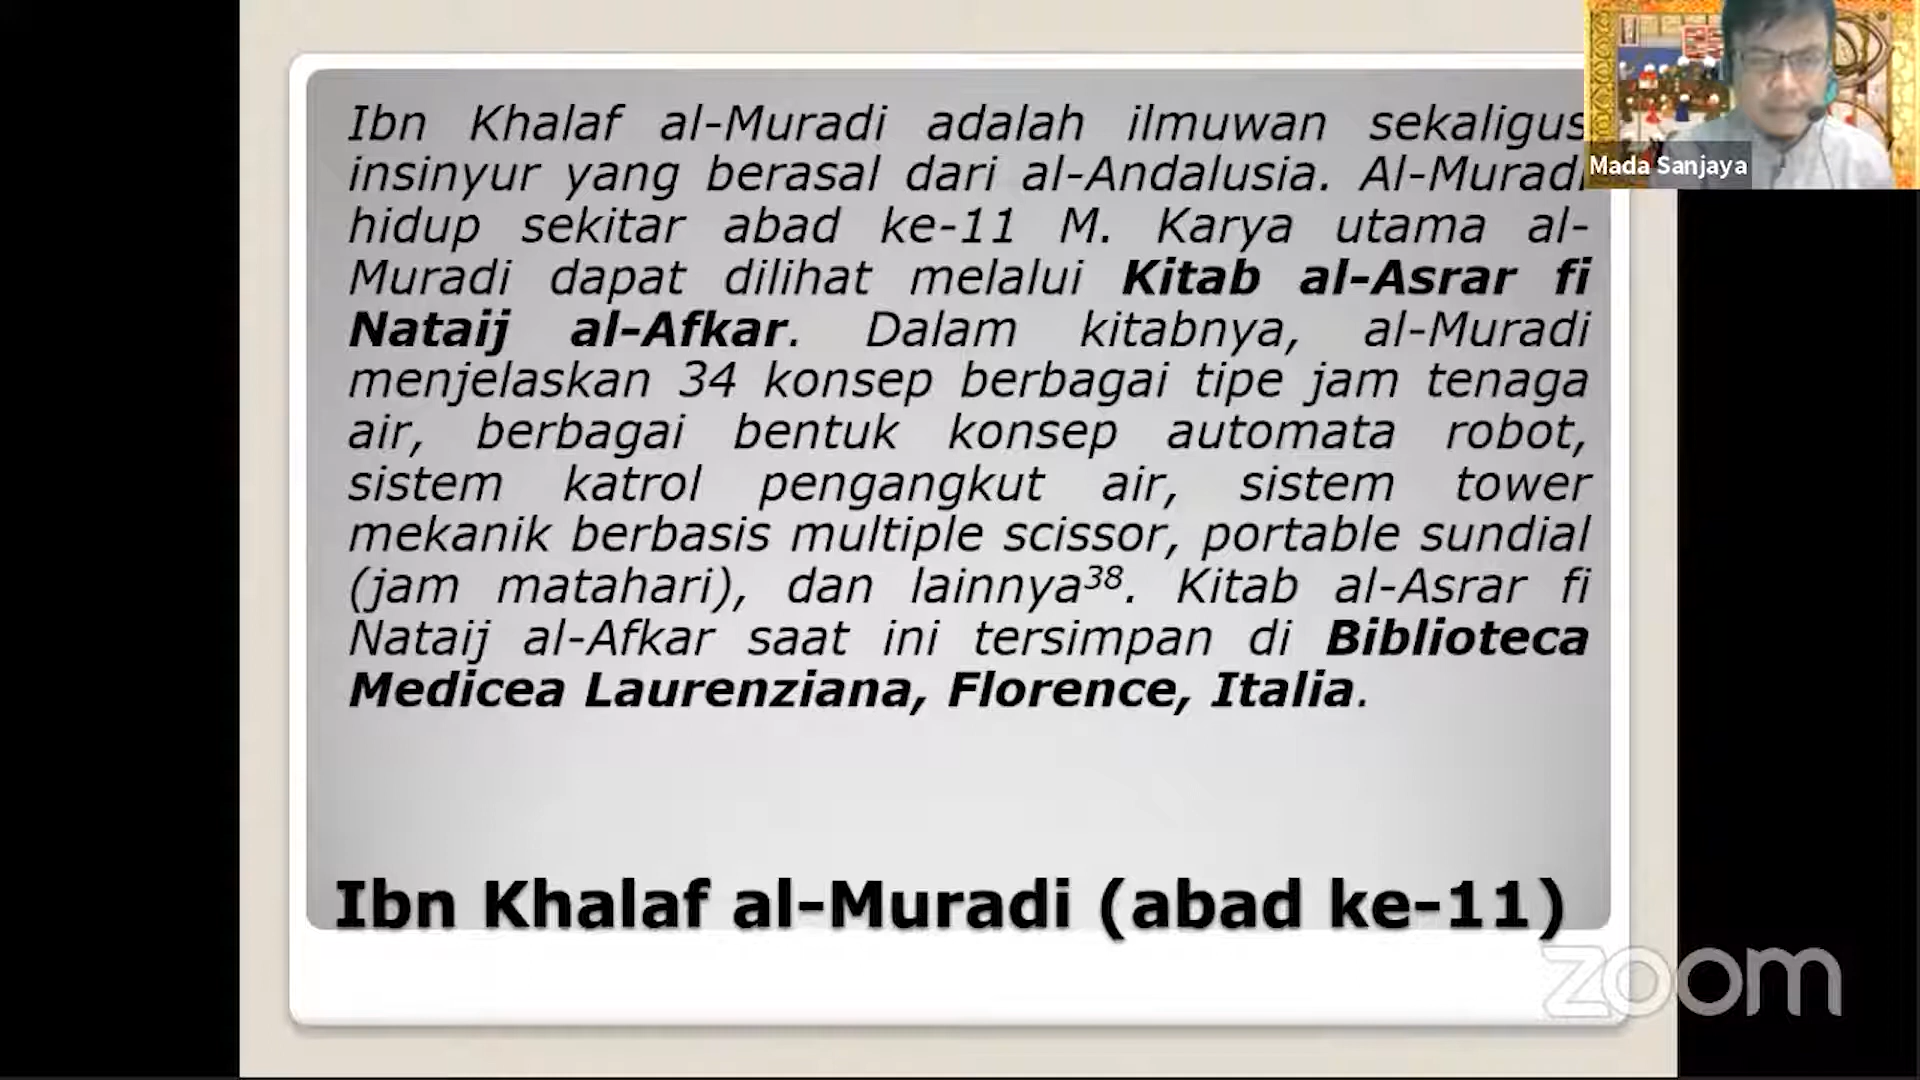 Ibn Khalaf al-Muradi adalah ilmuwan sekaligus
insinyur yang berasal dari al-Andalusia. Al-Muradi
hidup sekitar abad ke-11 M. Karya utama al-
Muradi dapat dilihat melalui Kitab al-Asrar fi
Nataij al-Afkar. Dalam kitabnya, al-Muradi
menjelaskan 34 konsep berbagai tipe jam tenaga
air, berbagai bentuk konsep automata robot,
sistem katrol pengangkut air, sistem tower
mekanik berbasis multiple scissor, portable sundial
(jam matahari), dan lainnya³⁸. Kitab al-Asrar fi
Nataij al-Afkar saat ini tersimpan di Biblioteca
Medicea Laurenziana, Florence, Italia.
Ibn Khalaf al-Muradi (abad ke-11)
Mada Sanjaya
zoom